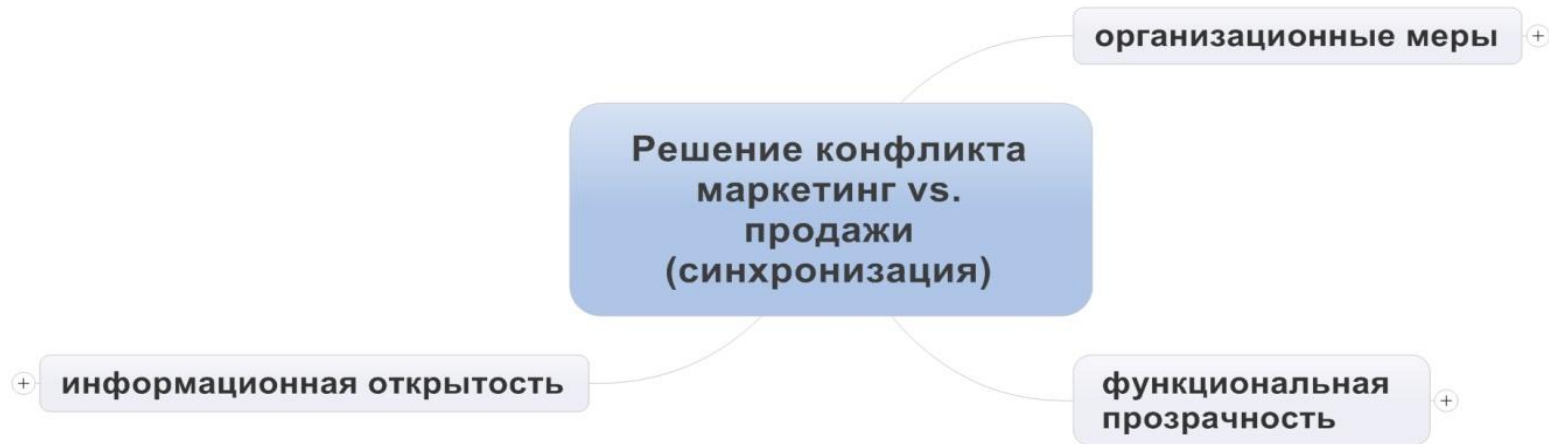 организационные меры
Решение конфликта
маркетинг vs.
продажи
(синхронизация)
информационная открытость
функциональная
прозрачность